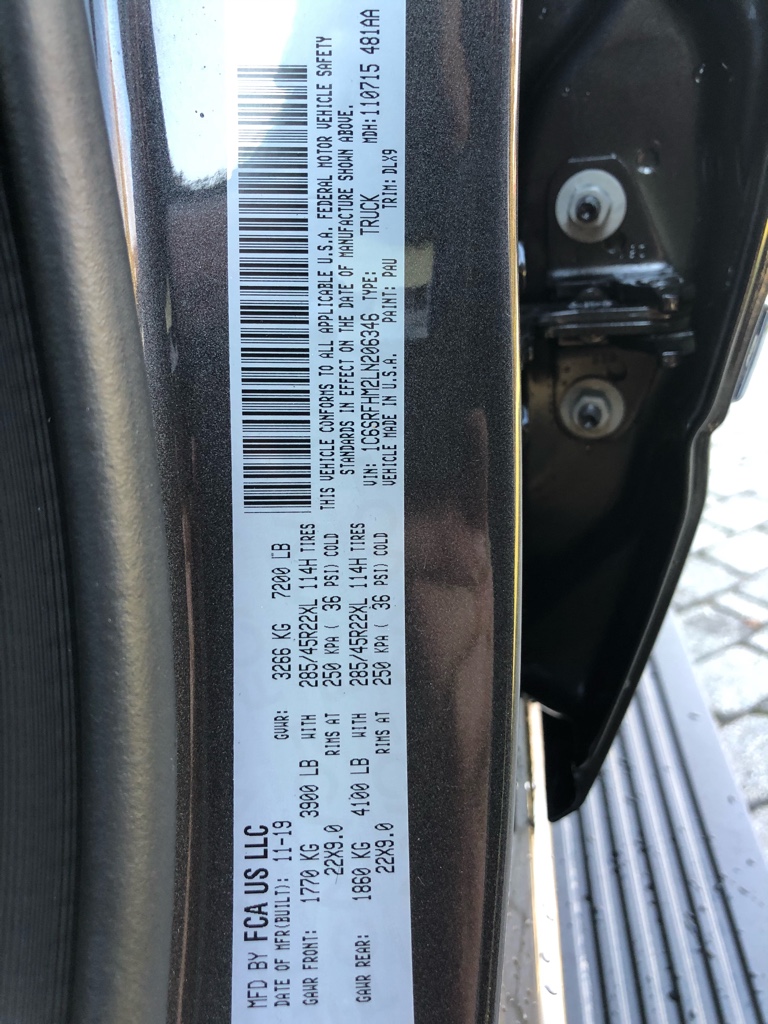 MFD BY FCA US LLC
DATE OF MFR(BUILT): 11-19 GVWR: 3266 KG 7200 LB
GAWR FRONT: 1770 KG 3900 LB WITH 285/45R22XL 114H TIRES
22X9.0 RIMS AT 250 KPA ( 36 PSI) COLD
GAWR REAR: 1860 KG 4100 LB WITH 285/45R22XL 114H TIRES
22X9.0 RIMS AT 250 KPA ( 36 PSI) COLD
THIS VEHICLE CONFORMS TO ALL APPLICABLE U.S.A. FEDERAL MOTOR VEHICLE SAFETY
STANDARDS IN EFFECT ON THE DATE OF MANUFACTURE SHOWN ABOVE.
VIN: 1C6SRFHM2LN206346 TYPE: TRUCK MDH: 110715 481AA
VEHICLE MADE IN U.S.A. PAINT: PAU TRIM: DLX9